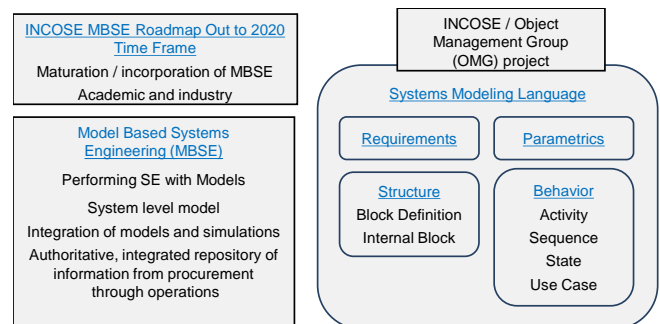 INCOSE MBSE Roadmap Out to 2020
Time Frame
Maturation / incorporation of MBSE
Academic and industry
Model Based Systems
Engineering (MBSE)
Performing SE with Models
System level model
Integration of models and simulations
Authoritative, integrated repository of
information from procurement
through operations
INCOSE / Object
Management Group
(OMG) project
Systems Modeling Language
Requirements
Parametrics
Structure
Block Definition
Internal Block
Behavior
Activity
Sequence
State
Use Case